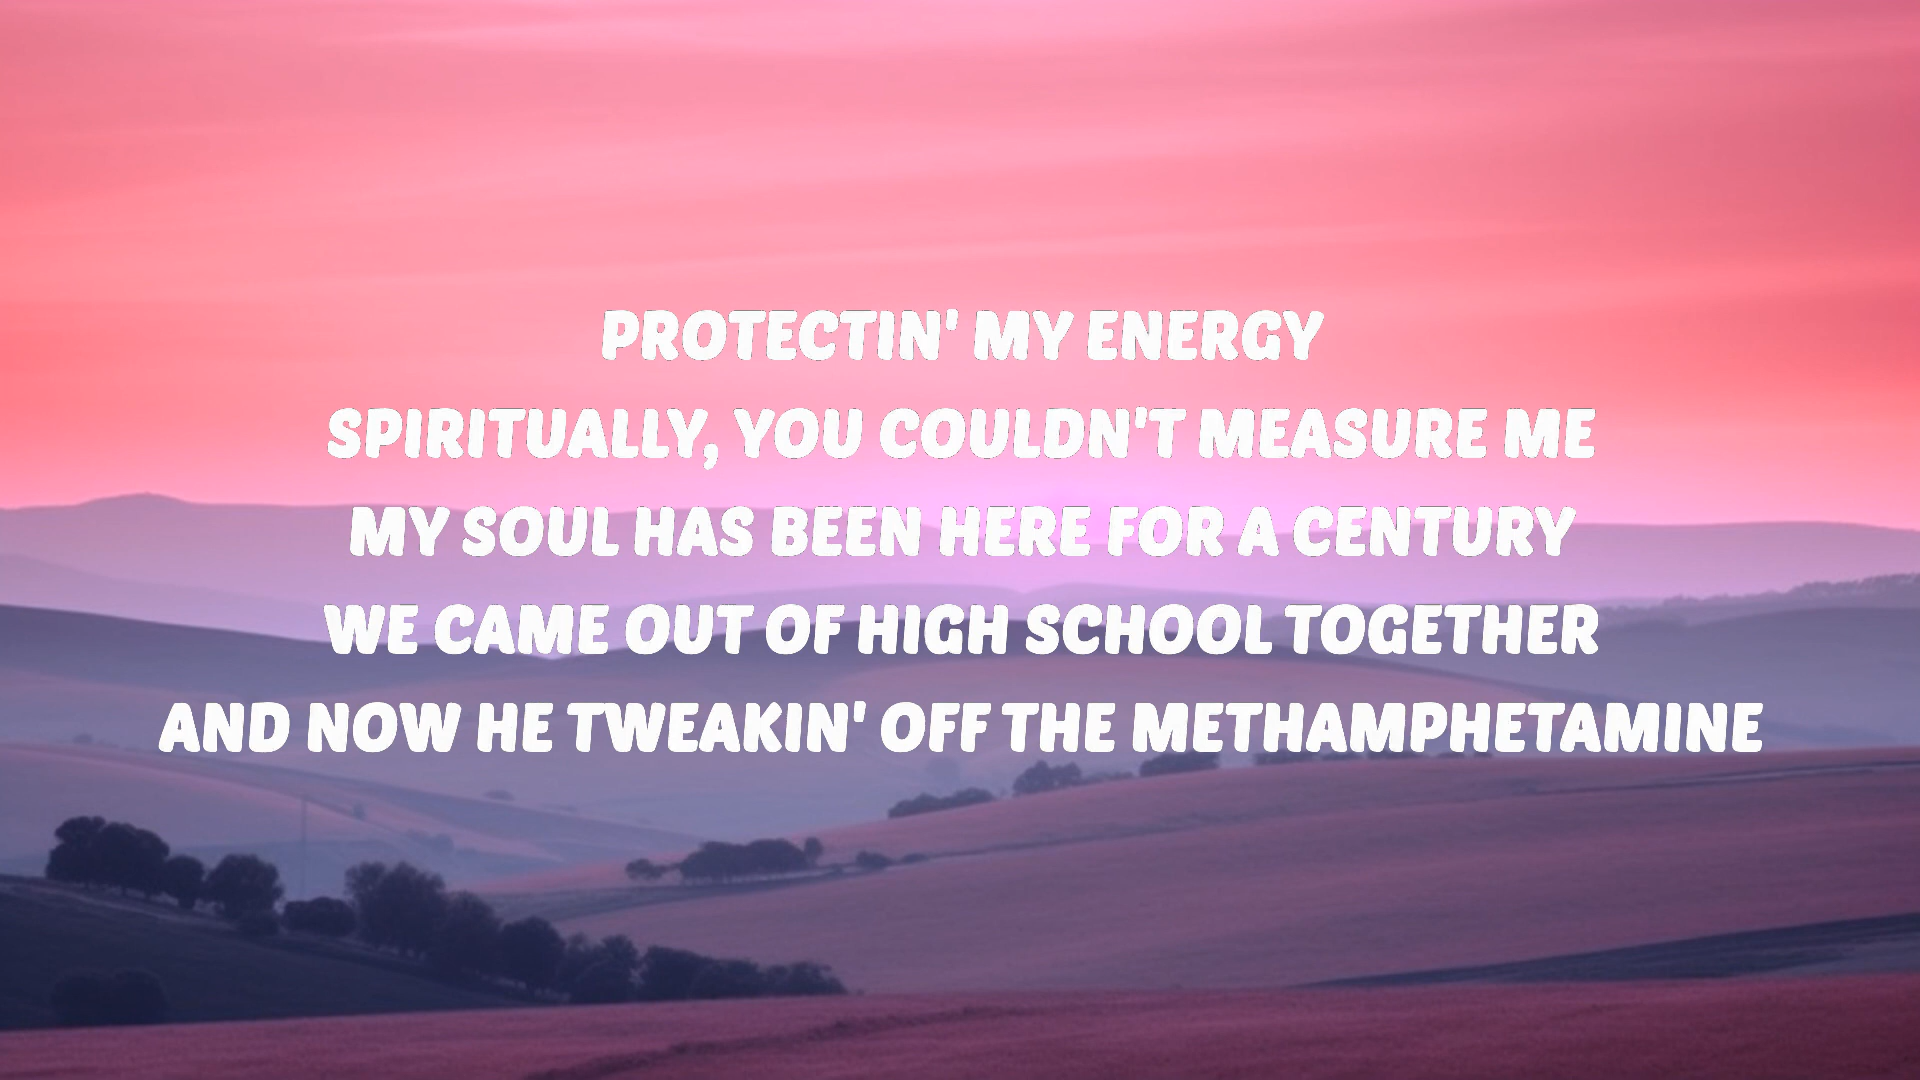 PROTECTIN' MY ENERGY
SPIRITUALLY, YOU COULDN'T MEASURE ME
MY SOUL HAS BEEN HERE FOR A CENTURY
WE CAME OUT OF HIGH SCHOOL TOGETHER
AND NOW HE TWEAKIN' OFF THE METHAMPHETAMINE